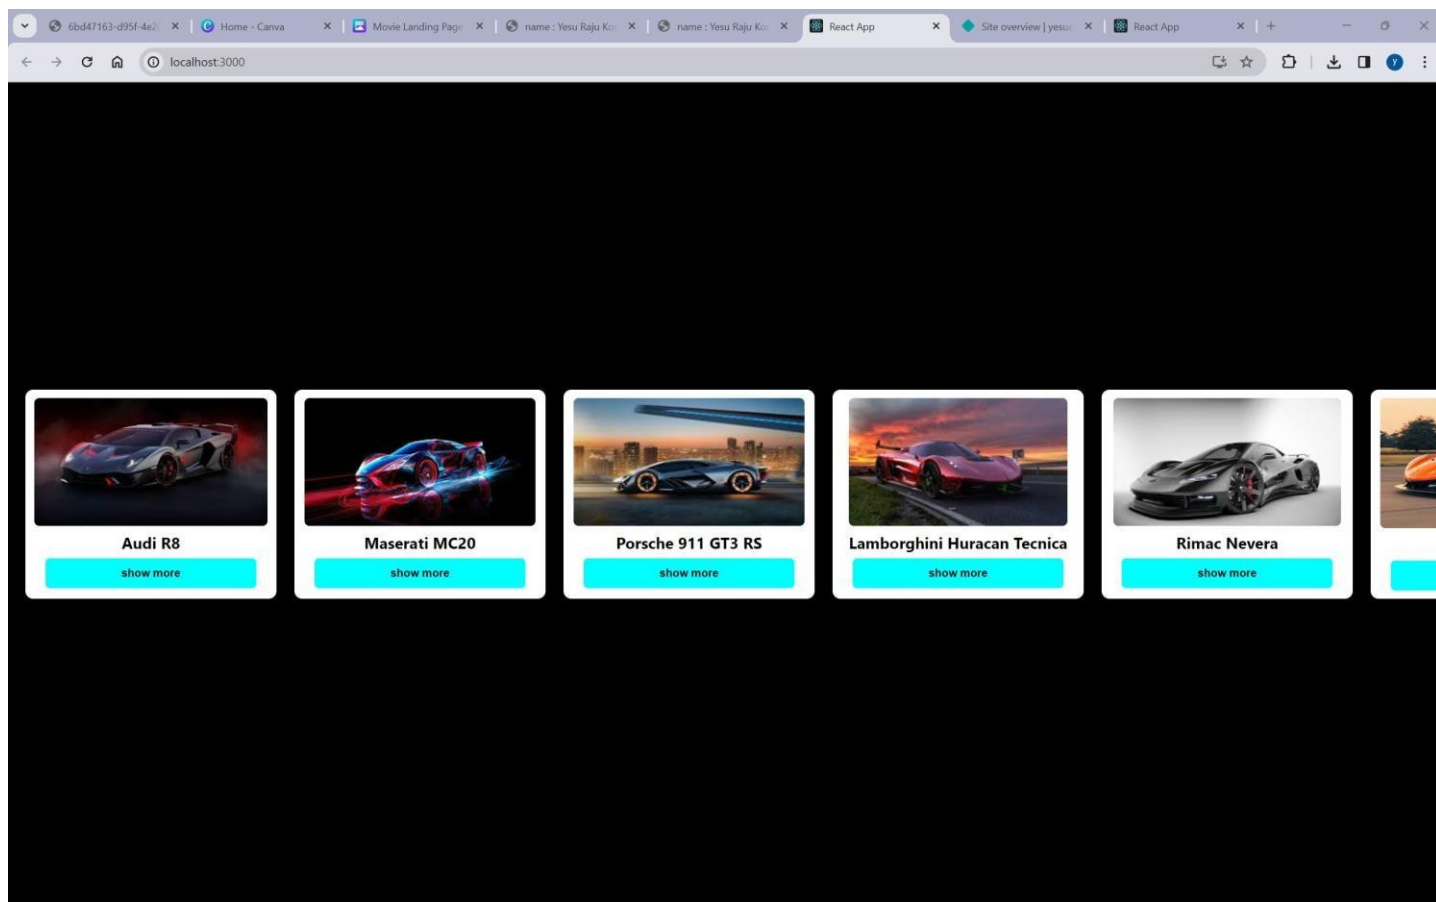 6bd47163-d95f-4e2
Home - Canva
Movie Landing Page
name : Yesu Raju Ko
name : Yesu Raju Ko
React App
Site overview | yesu
React App
localhost:3000
y
Audi R8
Maserati MC20
Porsche 911 GT3 RS
Lamborghini Huracan Tecnica
Rimac Nevera
show more
show more
show more
show more
show more